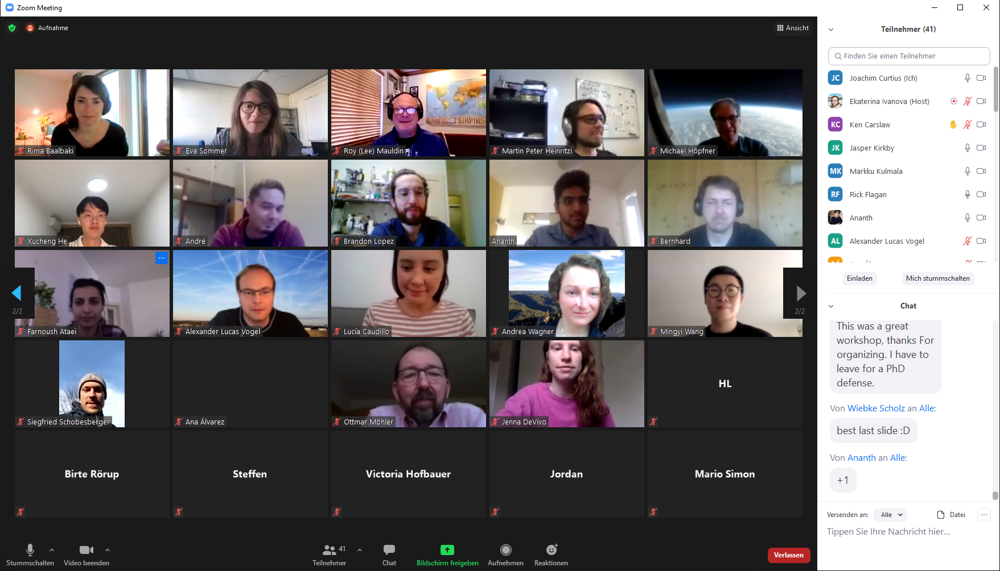 Zoom Meeting
Aufnahme
Ansicht
Rima Baalbaki
Eva Sommer
Roy (Lee) Mauldin
Martin Peter Heinritzi
Michael Höpfner
Xucheng He
André
Brandon Lopez
Ananth
Bernhard
2/2
Farnoush Ataei
Alexander Lucas Vogel
Lucía Caudillo
Andrea Wagner
Mingyi Wang
2/2
Siegfried Schobesberger
Ana Álvarez
Ottmar Möhler
Jenna DeVivo
HL
Birte Rörup
Steffen
Victoria Hofbauer
Jordan
Mario Simon
Stummschalten
Video beenden
41
Teilnehmer
Chat
Bildschirm freigeben
Aufnehmen
Reaktionen
Verlassen
Teilnehmer (41)
Finden Sie einen Teilnehmer
JC Joachim Curtius (Ich)
Ekaterina Ivanova (Host)
KC Ken Carslaw
JK Jasper Kirkby
MK Markku Kulmala
RF Rick Flagan
Ananth
AL Alexander Lucas Vogel
Einladen
Mich stummschalten
Chat
This was a great
workshop, thanks For
organizing. I have to
leave for a PhD
defense.
Von Wiebke Scholz an Alle:
best last slide :D
Von Ananth an Alle:
+1
Versenden an: Alle
Datei
Tippen Sie Ihre Nachricht hier...